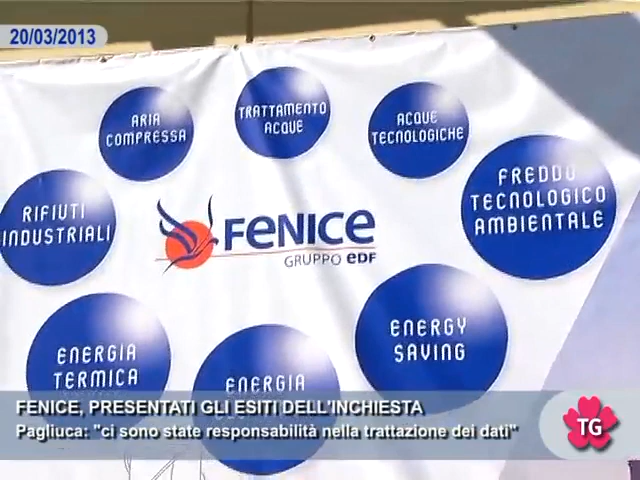 20/03/2013
ARIA
COMPRESSA
TRATTAMENTO
ACQUE
ACQUE
TECNOLOGICHE
FREDDO
TECNOLOGICO
AMBIENTALE
RIFIUTI
INDUSTRIALI
FENICE
GRUPPO EDF
ENERGY
SAVING
ENERGIA
TERMICA
ENERGIA
FENICE, PRESENTATI GLI ESITI DELL'INCHIESTA
Pagliuca: "ci sono state responsabilità nella trattazione dei dati"
TG